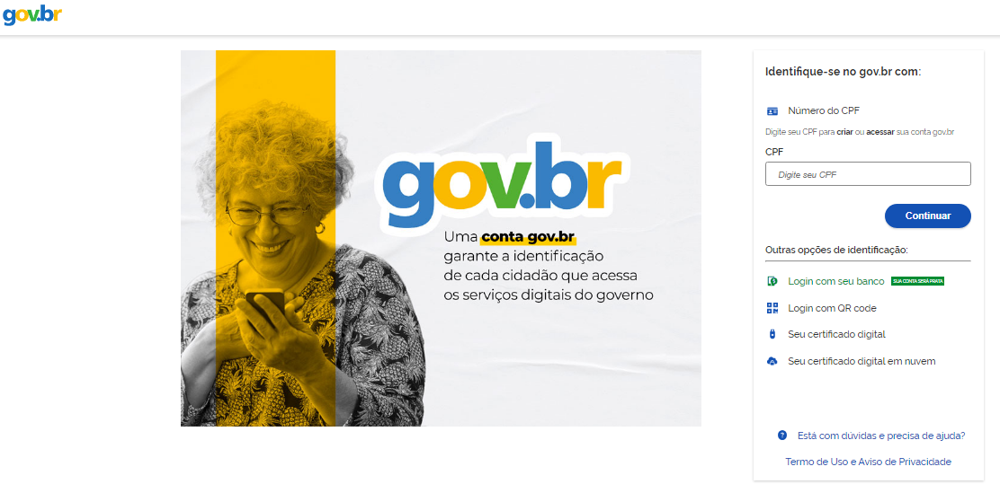 gov.br
gov.br
Uma conta gov.br
garante a identificação
de cada cidadão que acessa
os serviços digitais do governo
Identifique-se no gov.br com:
Número do CPF
Digite seu CPF para criar ou acessar sua conta gov.br
CPF
Digite seu CPF
Continuar
Outras opções de identificação:
Login com seu banco SUA CONTA SERÁ PRATA
Login com QR code
Seu certificado digital
Seu certificado digital em nuvem
Está com dúvidas e precisa de ajuda?
Termo de Uso e Aviso de Privacidade